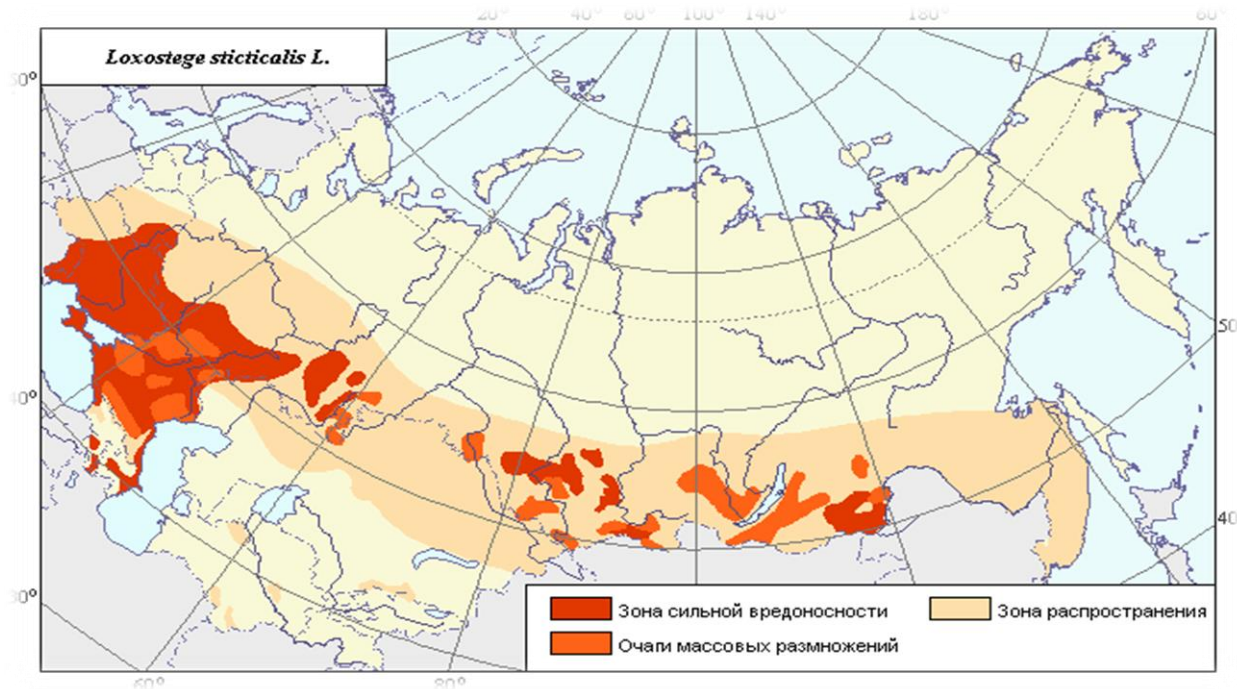 20° 40° 60° 100° 140° 180° 60°
Loxostege sticticalis L.
50°
40°
50
40
30°
Зона сильной вредоносности
Зона распространения
Очаги массовых размножений
60° 80°